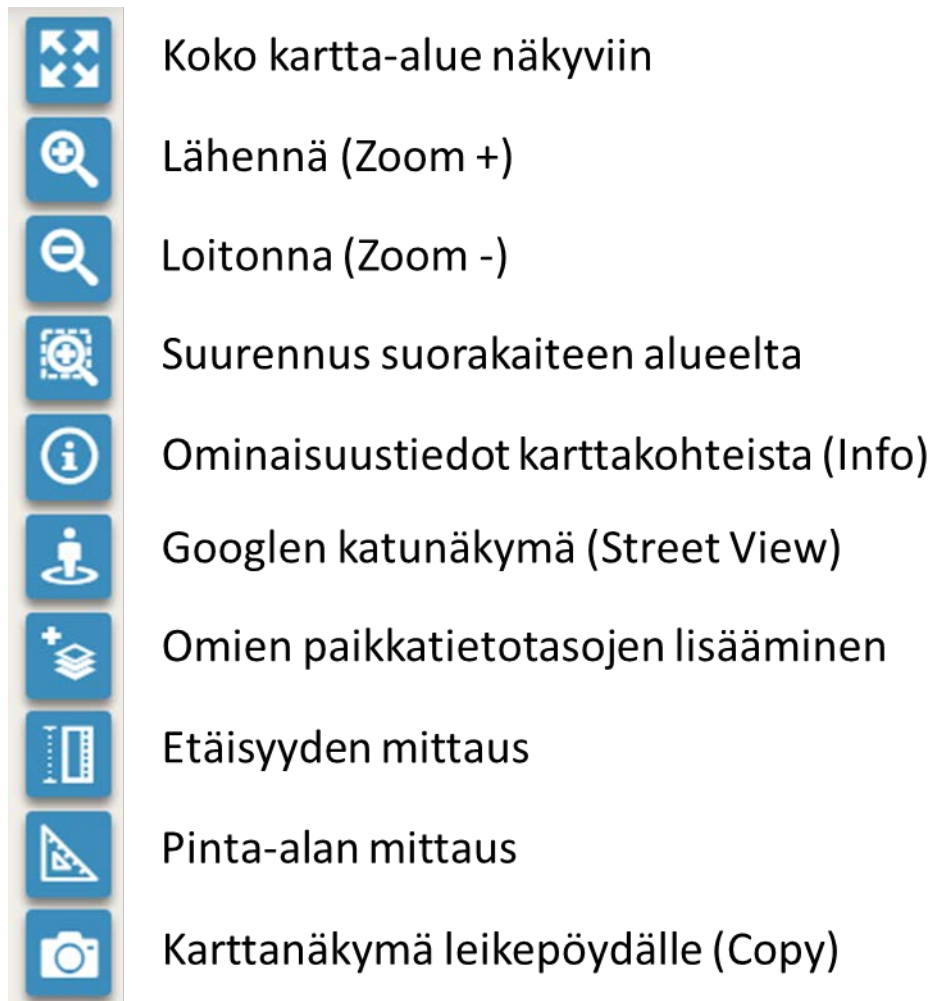 Koko kartta-alue näkyviin
Lähennä (Zoom +)
Loitonna (Zoom -)
Suurennus suorakaiteen alueelta
Ominaisuustiedot karttakohteista (Info)
Googlen katunäkymä (Street View)
Omien paikkatietotasojen lisääminen
Etäisyyden mittaus
Pinta-alan mittaus
Karttanäkymä leikepöydälle (Copy)